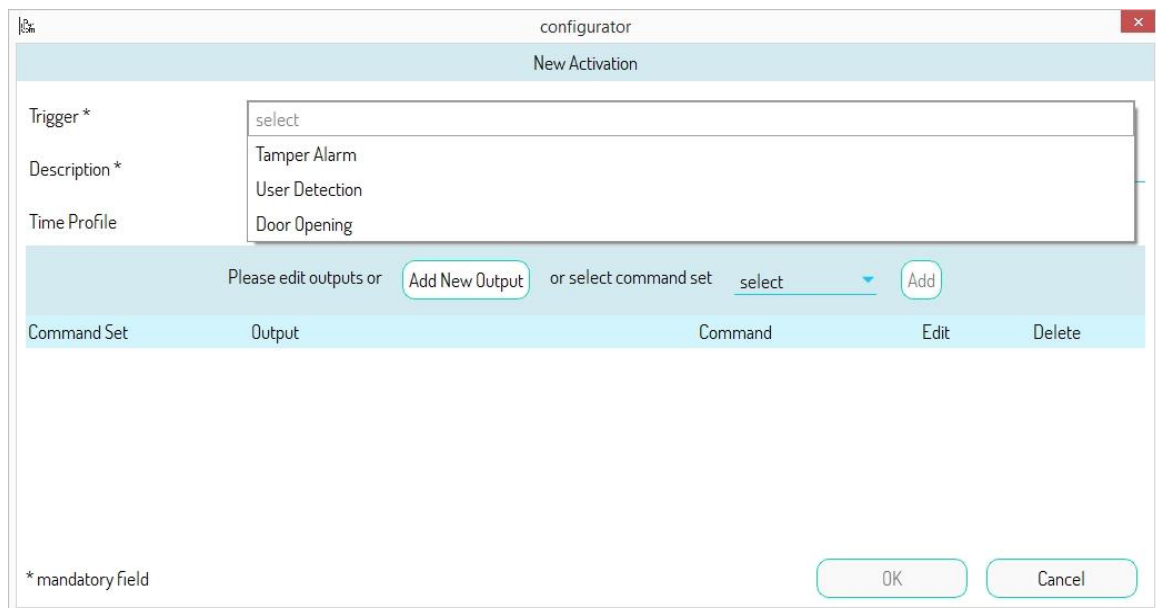 configurator
New Activation
Trigger *
select
Tamper Alarm
Description *
User Detection
Time Profile
Door Opening
Please edit outputs or Add New Output or select command set select Add
Command Set Output Command Edit Delete
* mandatory field OK Cancel